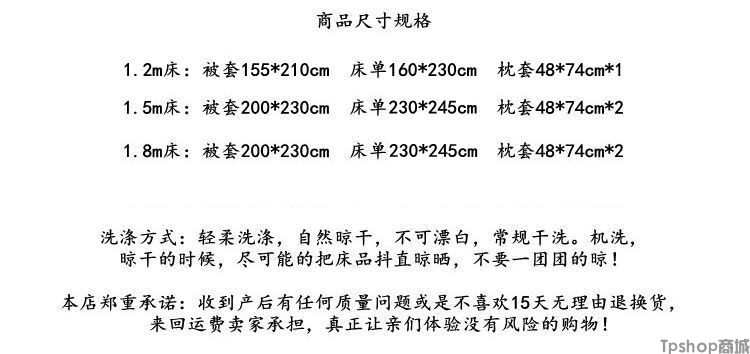 商品尺寸规格
1.2m床：被套155*210cm 床单160*230cm 枕套48*74cm*1
1.5m床：被套200*230cm 床单230*245cm 枕套48*74cm*2
1.8m床：被套200*230cm 床单230*245cm 枕套48*74cm*2
洗涤方式：轻柔洗涤，自然晾干，不可漂白，常规干洗。机洗，
晾干的时候，尽可能的把床品抖直晾晒，不要一团团的晾！
本店郑重承诺：收到产后有任何质量问题或是不喜欢15天无理由退换货，
来回运费卖家承担，真正让亲们体验没有风险的购物！
Tpshop商城